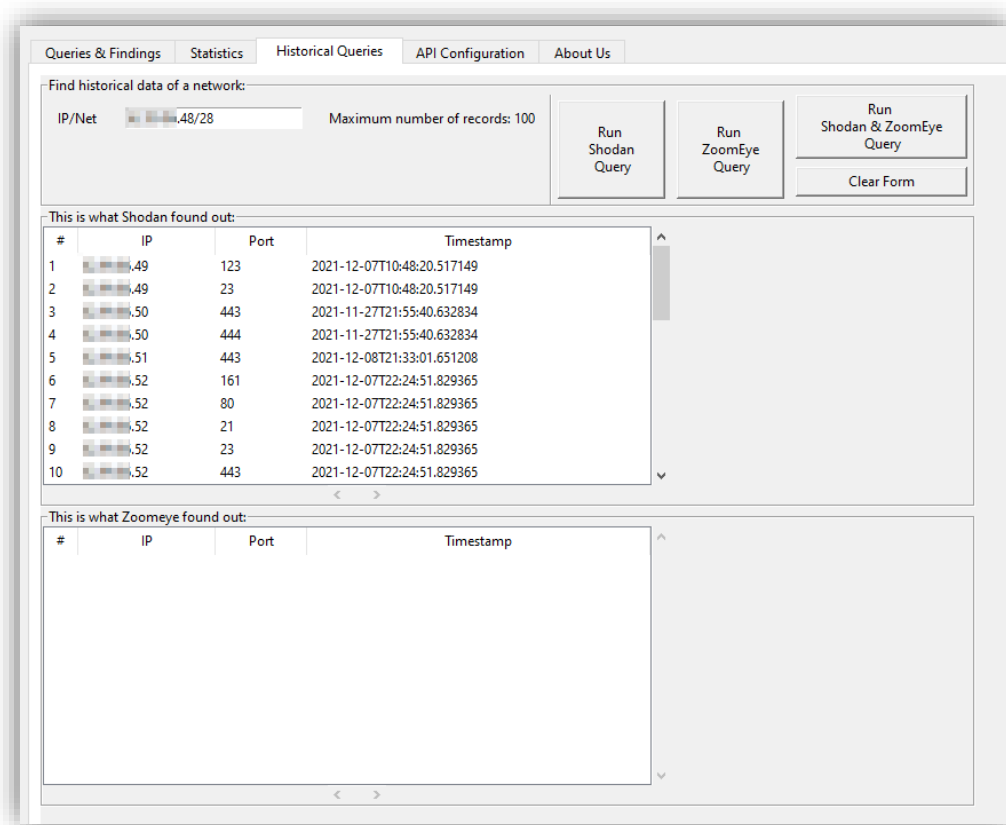 Queries & Findings Statistics Historical Queries API Configuration About Us
Find historical data of a network:
IP/Net .48/28 Maximum number of records: 100
Run Shodan Query
Run ZoomEye Query
Run Shodan & ZoomEye Query
Clear Form
This is what Shodan found out:
# IP Port Timestamp
1 .49 123 2021-12-07T10:48:20.517149
2 .49 23 2021-12-07T10:48:20.517149
3 .50 443 2021-11-27T21:55:40.632834
4 .50 444 2021-11-27T21:55:40.632834
5 .51 443 2021-12-08T21:33:01.651208
6 .52 161 2021-12-07T22:24:51.829365
7 .52 80 2021-12-07T22:24:51.829365
8 .52 21 2021-12-07T22:24:51.829365
9 .52 23 2021-12-07T22:24:51.829365
10 .52 443 2021-12-07T22:24:51.829365
< >
This is what Zoomeye found out:
# IP Port Timestamp
< >